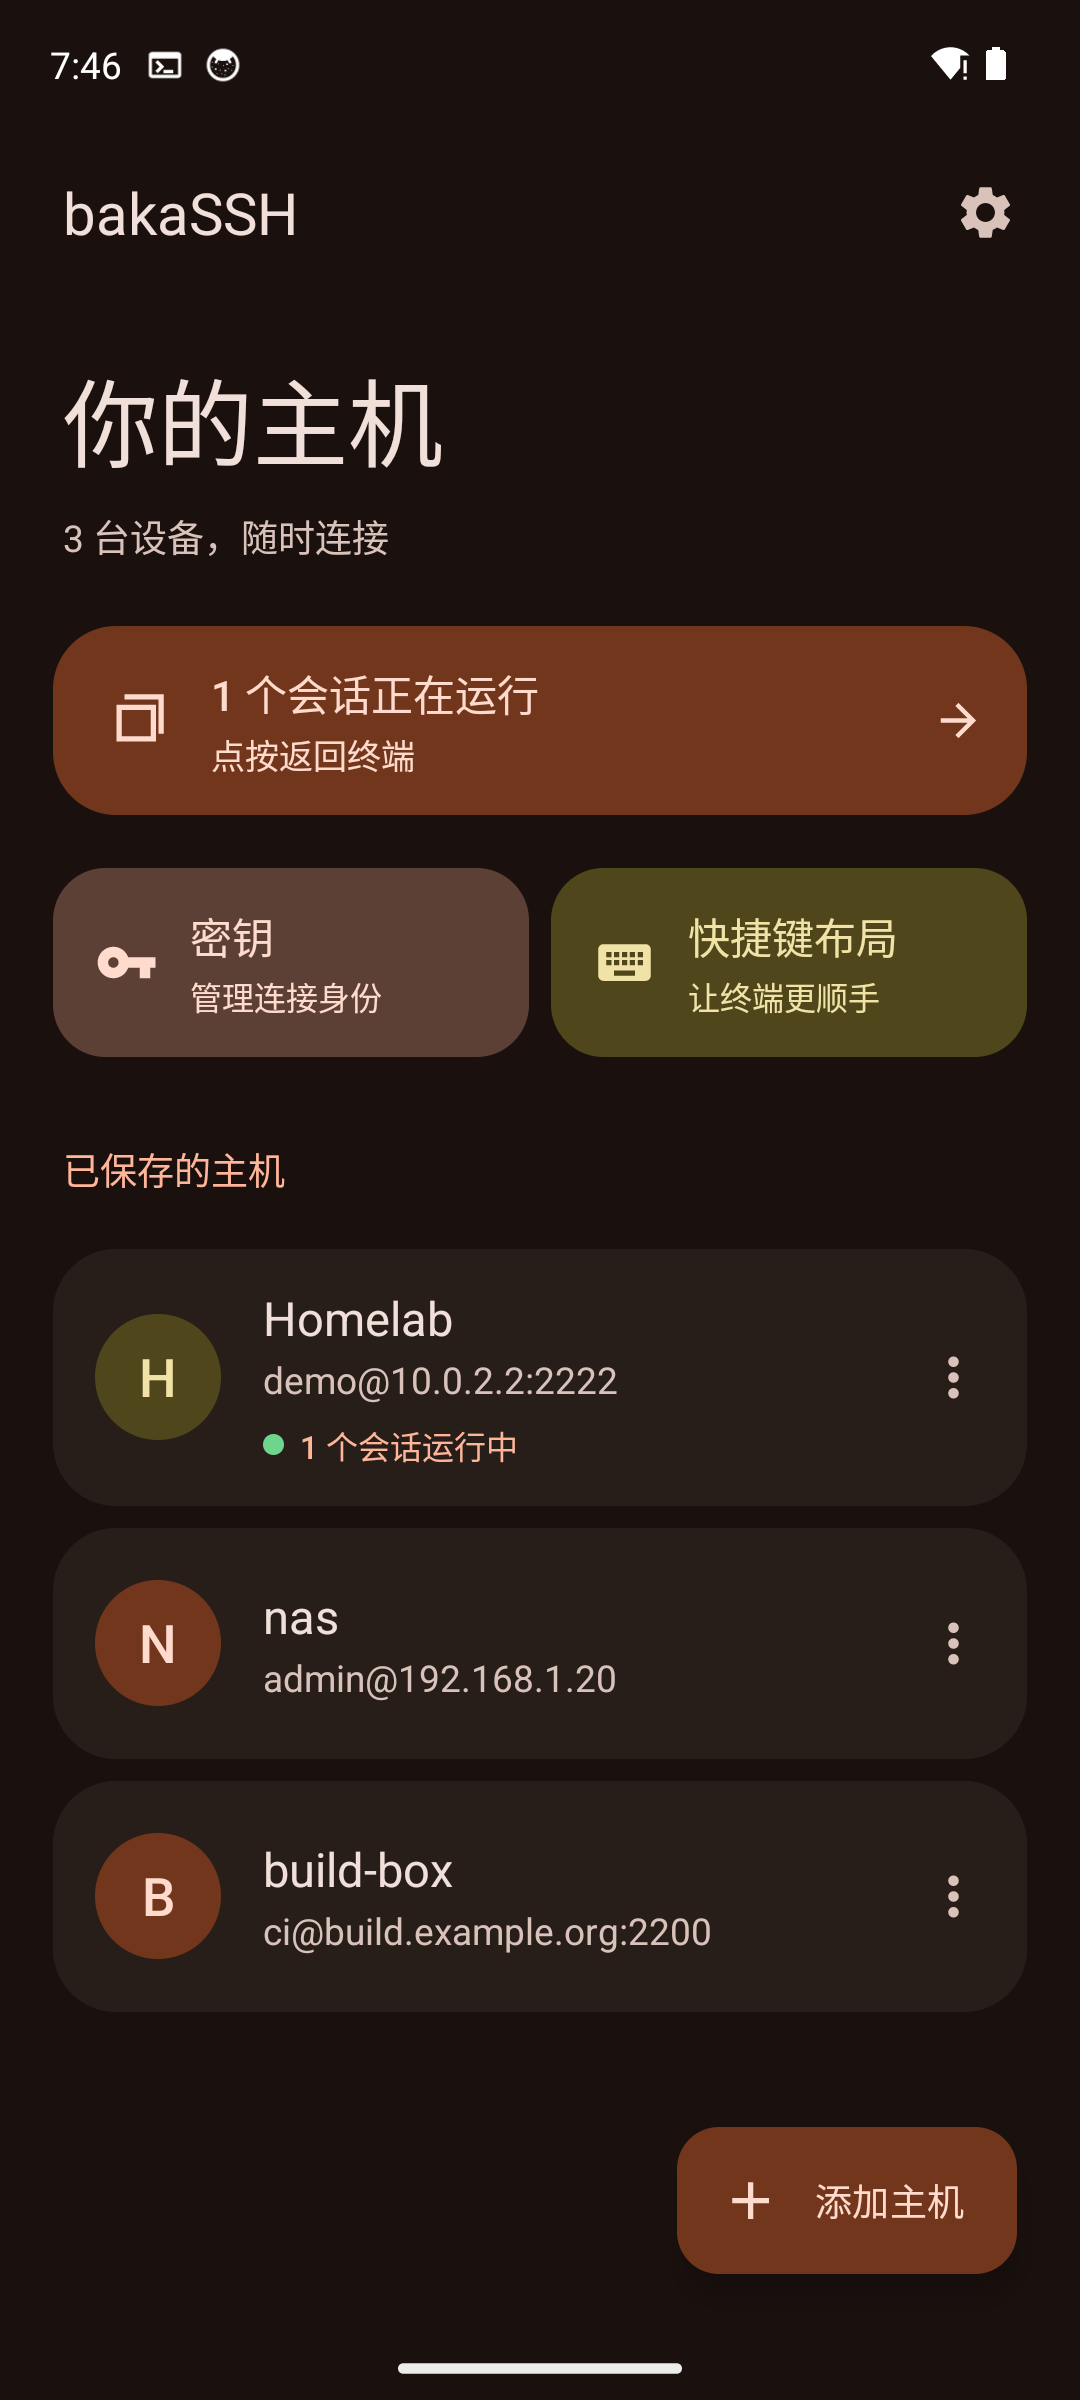 7:46
bakaSSH
你的主机
3 台设备，随时连接
1 个会话正在运行
点按返回终端
密钥
管理连接身份
快捷键布局
让终端更顺手
已保存的主机
H
Homelab
demo@10.0.2.2:2222
1 个会话运行中
N
nas
admin@192.168.1.20
B
build-box
ci@build.example.org:2200
添加主机